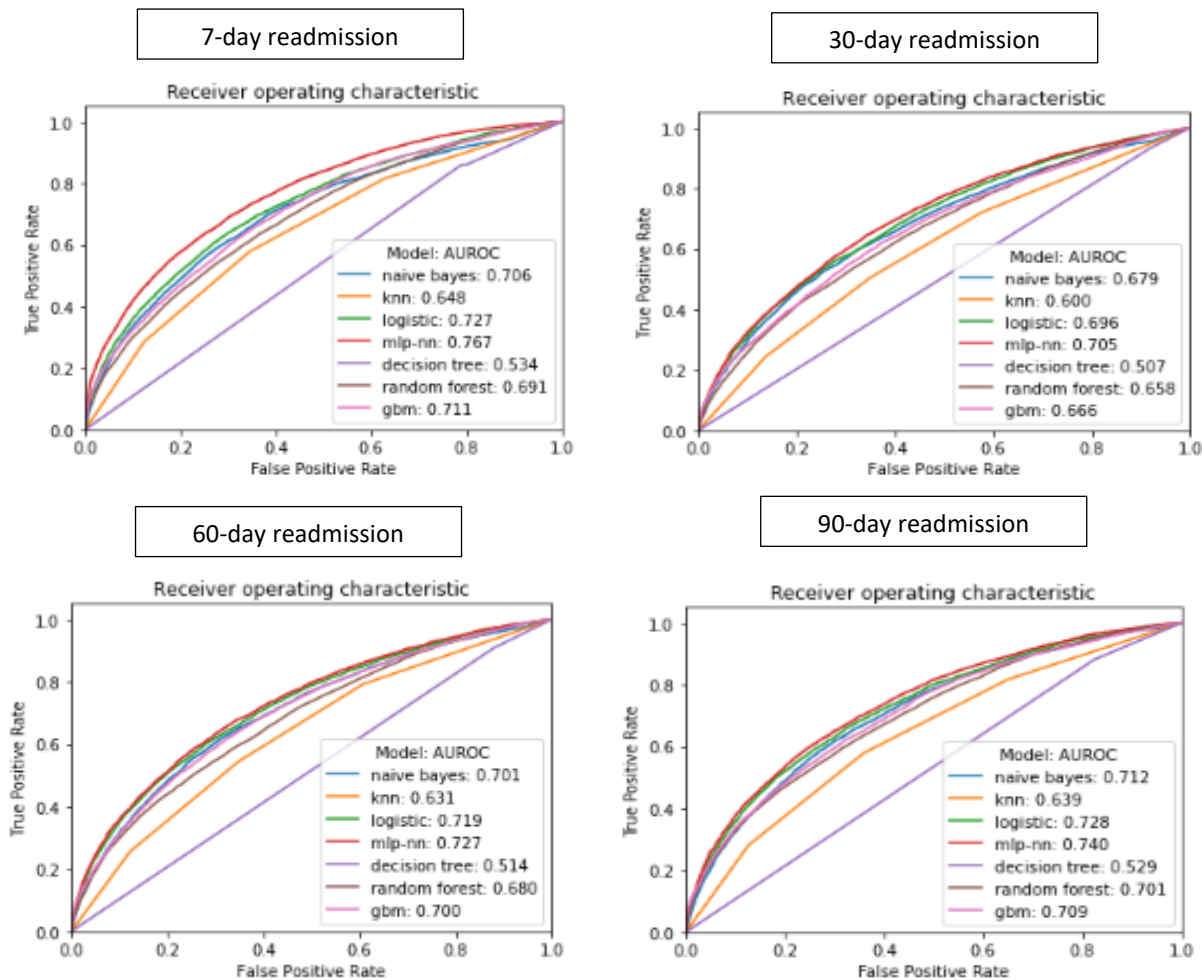 7-day readmission
Receiver operating characteristic
True Positive Rate
1.0
0.8
0.6
0.4
0.2
0.0
Model: AUROC
naive bayes: 0.706
knn: 0.648
logistic: 0.727
mlp-nn: 0.767
decision tree: 0.534
random forest: 0.691
gbm: 0.711
0.0 0.2 0.4 0.6 0.8 1.0
False Positive Rate
30-day readmission
Receiver operating characteristic
True Positive Rate
1.0
0.8
0.6
0.4
0.2
0.0
Model: AUROC
naive bayes: 0.679
knn: 0.600
logistic: 0.696
mlp-nn: 0.705
decision tree: 0.507
random forest: 0.658
gbm: 0.666
0.0 0.2 0.4 0.6 0.8 1.0
False Positive Rate
60-day readmission
Receiver operating characteristic
True Positive Rate
1.0
0.8
0.6
0.4
0.2
0.0
Model: AUROC
naive bayes: 0.701
knn: 0.631
logistic: 0.719
mlp-nn: 0.727
decision tree: 0.514
random forest: 0.680
gbm: 0.700
0.0 0.2 0.4 0.6 0.8 1.0
False Positive Rate
90-day readmission
Receiver operating characteristic
True Positive Rate
1.0
0.8
0.6
0.4
0.2
0.0
Model: AUROC
naive bayes: 0.712
knn: 0.639
logistic: 0.728
mlp-nn: 0.740
decision tree: 0.529
random forest: 0.701
gbm: 0.709
0.0 0.2 0.4 0.6 0.8 1.0
False Positive Rate